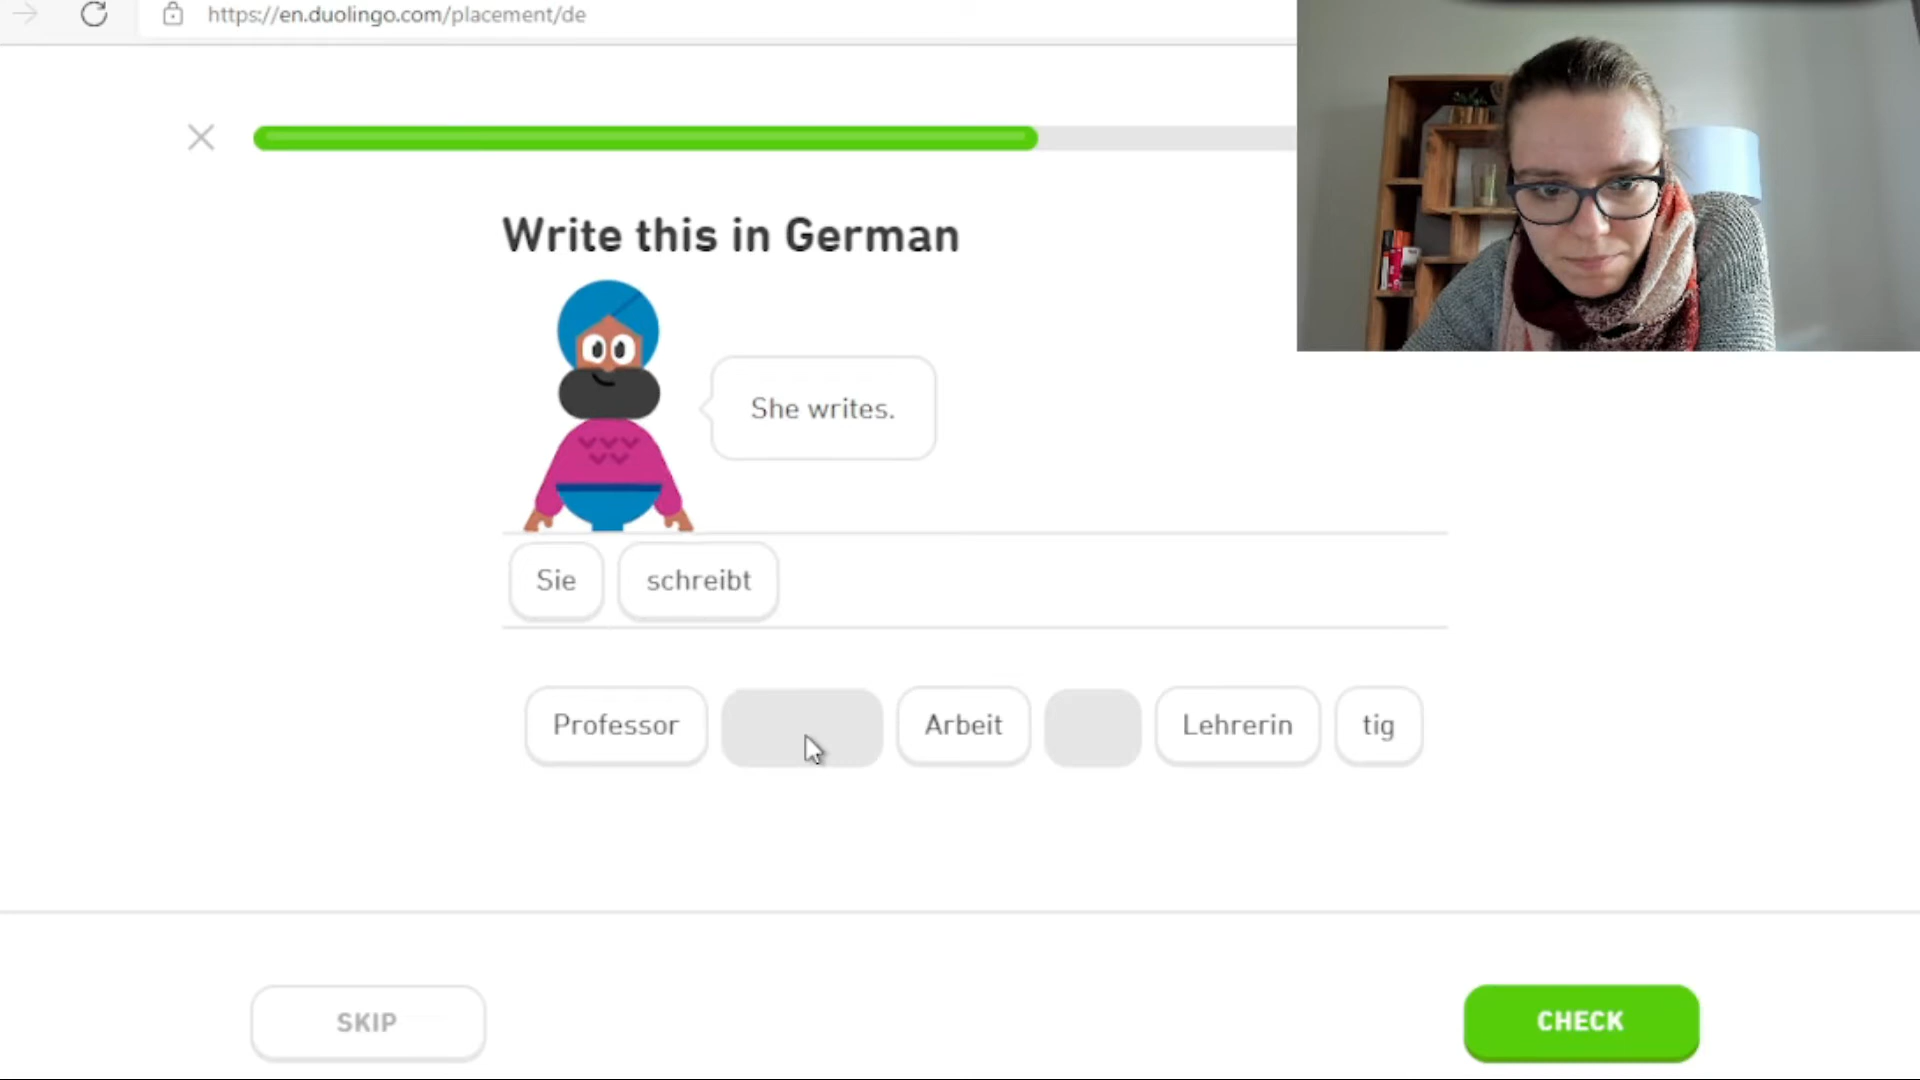 https://en.duolingo.com/placement/de
Write this in German
She writes.
Sie schreibt
Professor Arbeit Lehrerin tig
SKIP CHECK